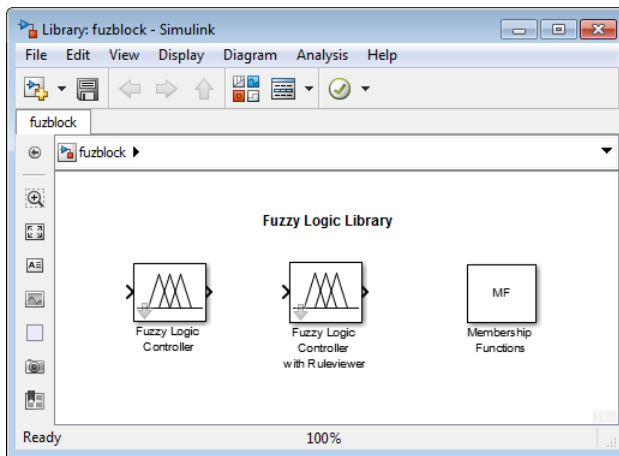 Library: fuzblock - Simulink
File Edit View Display Diagram Analysis Help
fuzblock
fuzblock
Fuzzy Logic Library
Fuzzy Logic
Controller
Fuzzy Logic
Controller
with Ruleviewer
MF
Membership
Functions
A
Ready 100%